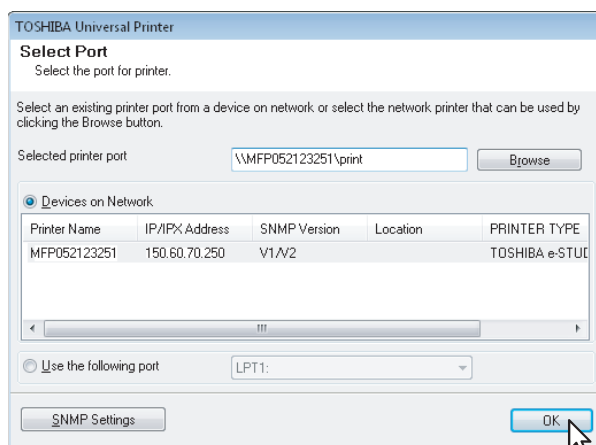 TOSHIBA Universal Printer
Select Port
Select the port for printer.
Select an existing printer port from a device on network or select the network printer that can be used by
clicking the Browse button.
Selected printer port \\MFP052123251\print Browse
Devices on Network
Printer Name IP/IPX Address SNMP Version Location PRINTER TYPE
MFP052123251 150.60.70.250 V1/V2 TOSHIBA e-STUD
Use the following port LPT1:
SNMP Settings OK